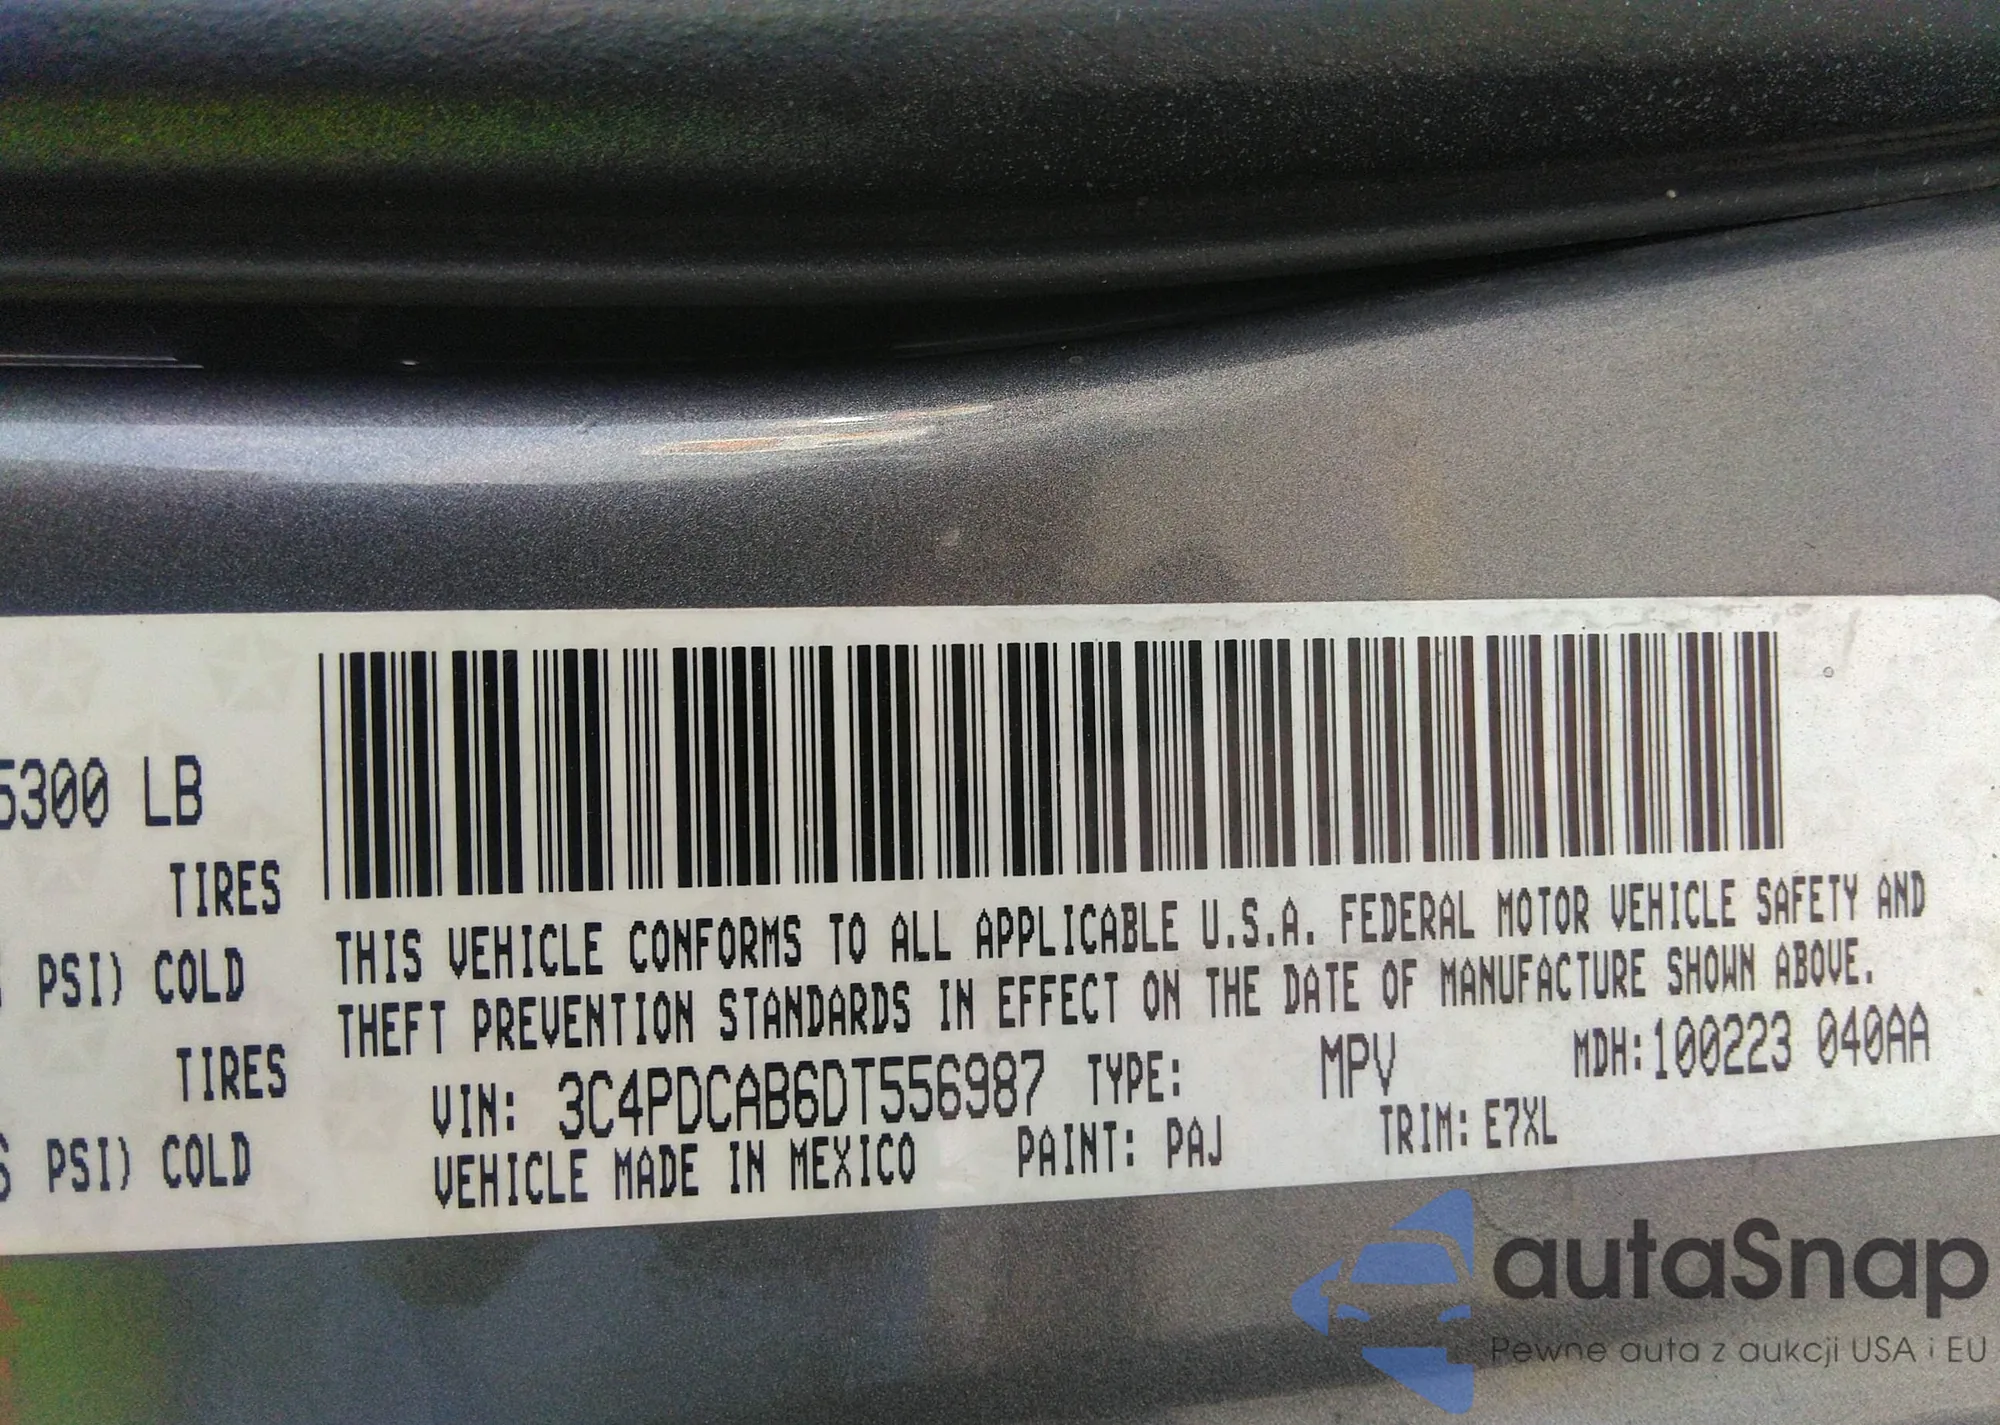 5300 LB
TIRES
PSI) COLD
TIRES
PSI) COLD
THIS VEHICLE CONFORMS TO ALL APPLICABLE U.S.A. FEDERAL MOTOR VEHICLE SAFETY AND
THEFT PREVENTION STANDARDS IN EFFECT ON THE DATE OF MANUFACTURE SHOWN ABOVE.
VIN: 3C4PDCAB6DT556987 TYPE: MPV MDH:100223 040AA
VEHICLE MADE IN MEXICO PAINT: PAJ TRIM: E7XL
autaSnap
Pewne auta z aukcji USA i EU